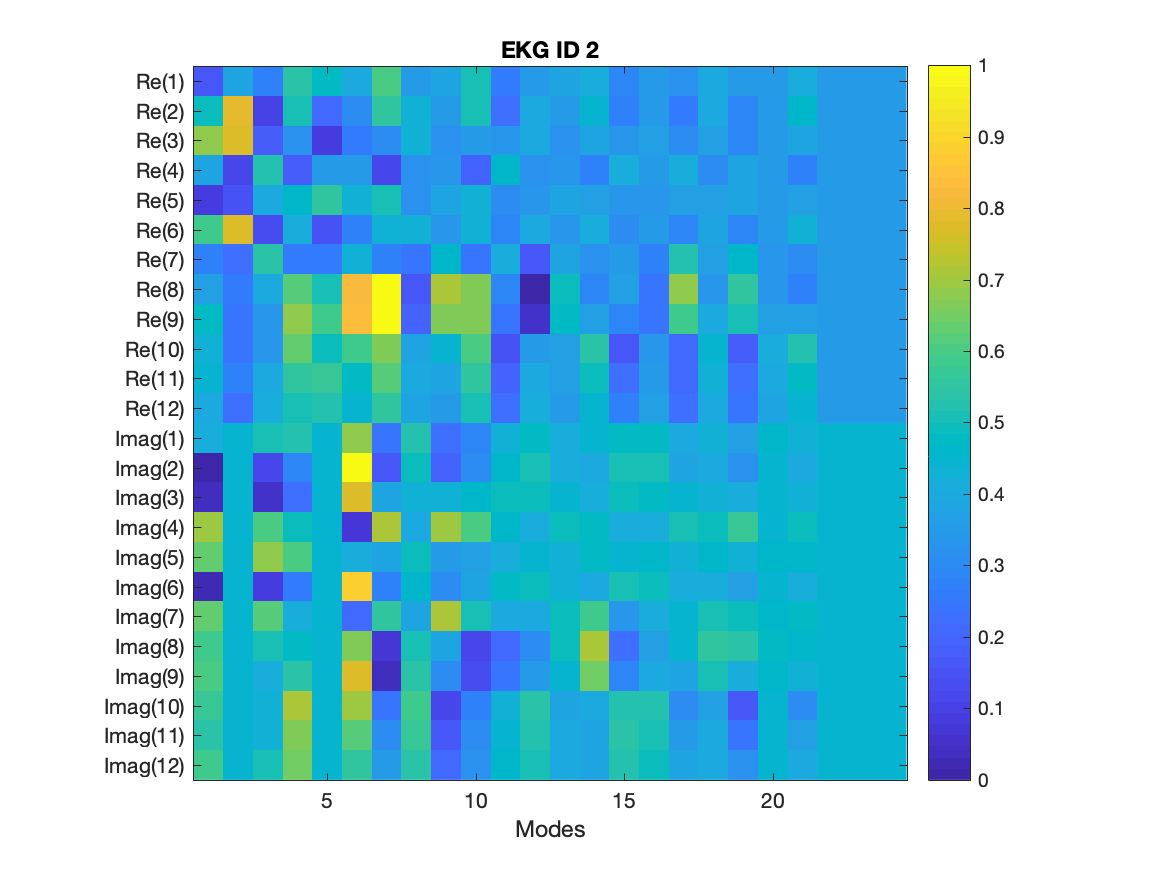 EKG ID 2
Re(1)
Re(2)
Re(3)
Re(4)
Re(5)
Re(6)
Re(7)
Re(8)
Re(9)
Re(10)
Re(11)
Re(12)
Imag(1)
Imag(2)
Imag(3)
Imag(4)
Imag(5)
Imag(6)
Imag(7)
Imag(8)
Imag(9)
Imag(10)
Imag(11)
Imag(12)
5 10 15 20
Modes
1
0.9
0.8
0.7
0.6
0.5
0.4
0.3
0.2
0.1
0